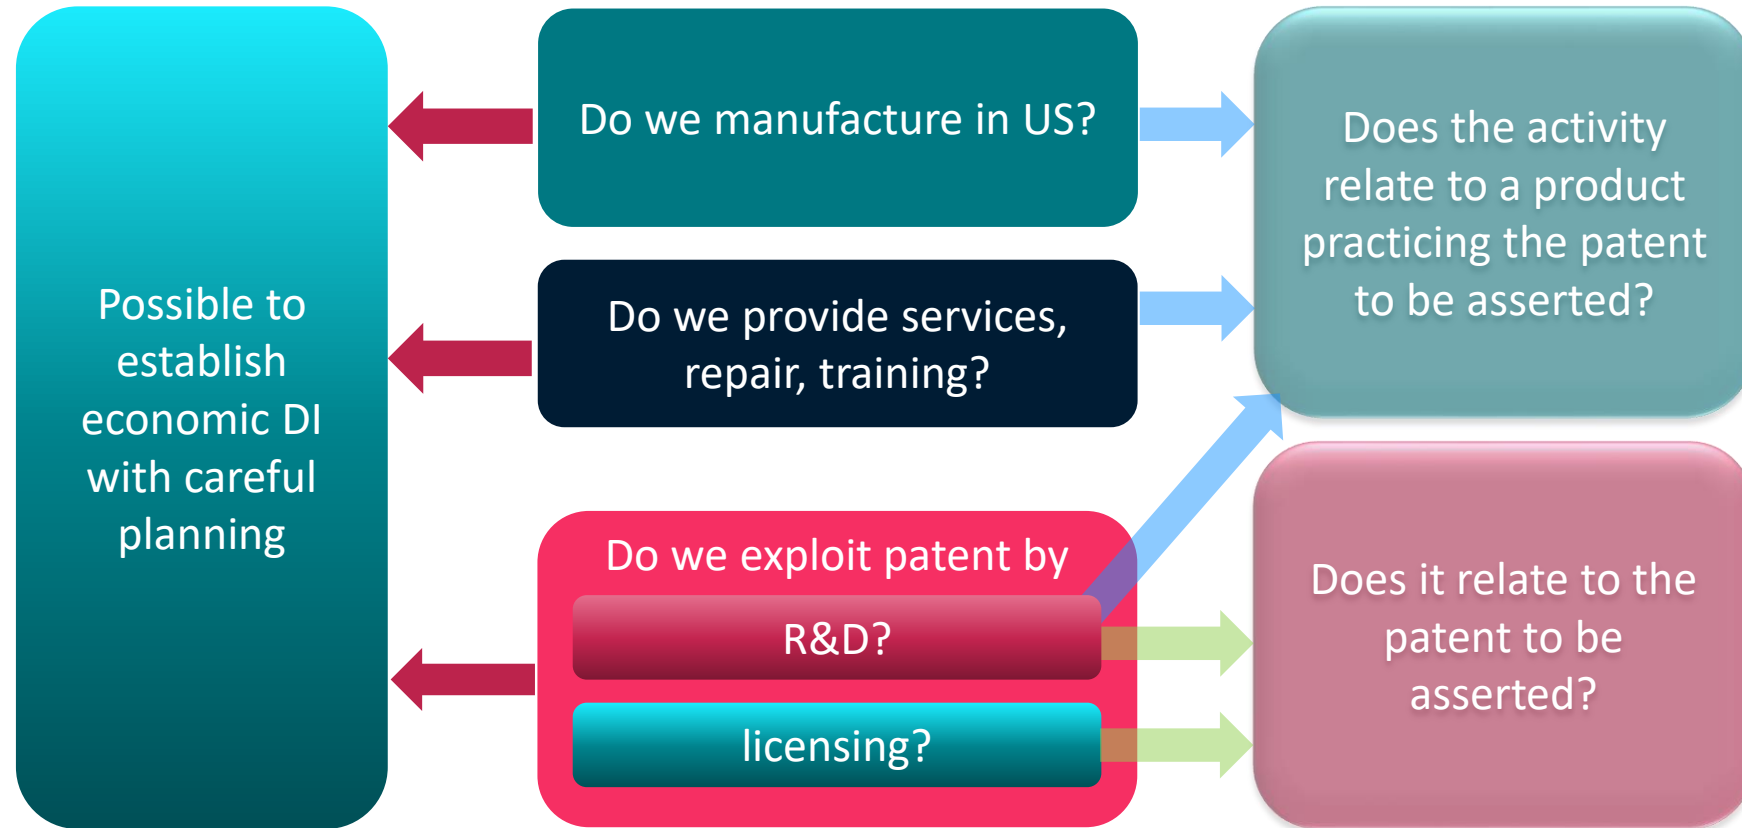 Possible to
establish
economic DI
with careful
planning
Do we manufacture in US?
Do we provide services,
repair, training?
Do we exploit patent by
R&D?
licensing?
Does the activity
relate to a product
practicing the patent
to be asserted?
Does it relate to the
patent to be
asserted?